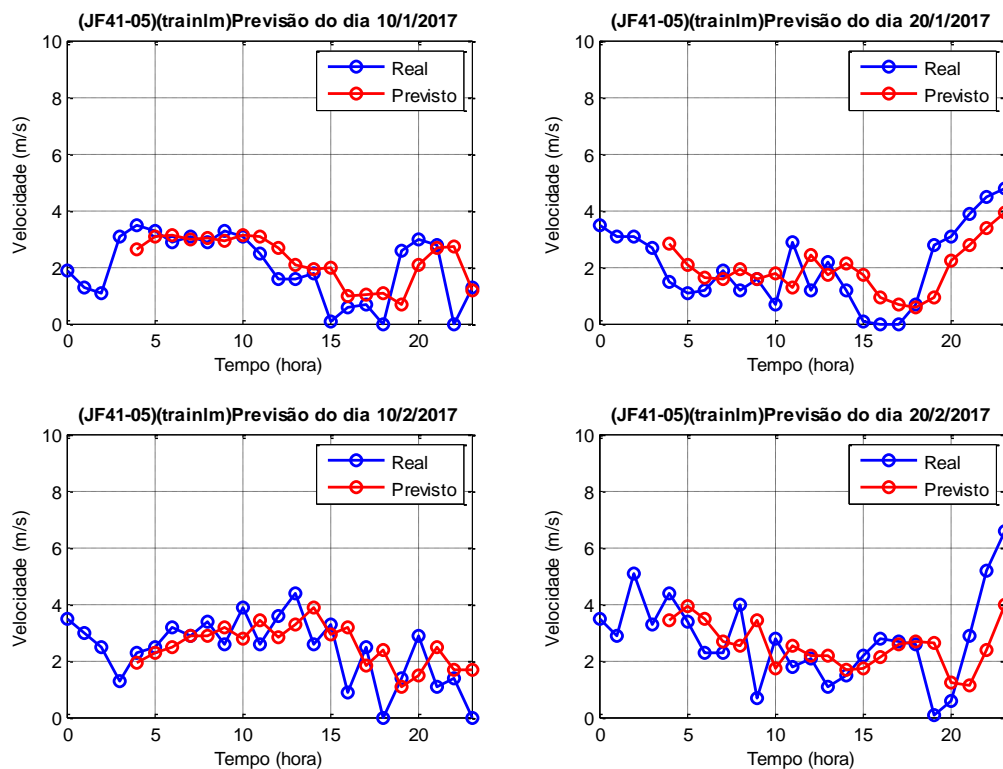 (JF41-05)(trainlm)Previsão do dia 10/1/2017
10
8
6
4
2
0
Velocidade (m/s)
Real
Previsto
0 5 10 15 20
Tempo (hora)
(JF41-05)(trainlm)Previsão do dia 20/1/2017
10
8
6
4
2
0
Velocidade (m/s)
Real
Previsto
0 5 10 15 20
Tempo (hora)
(JF41-05)(trainlm)Previsão do dia 10/2/2017
10
8
6
4
2
0
Velocidade (m/s)
Real
Previsto
0 5 10 15 20
Tempo (hora)
(JF41-05)(trainlm)Previsão do dia 20/2/2017
10
8
6
4
2
0
Velocidade (m/s)
Real
Previsto
0 5 10 15 20
Tempo (hora)